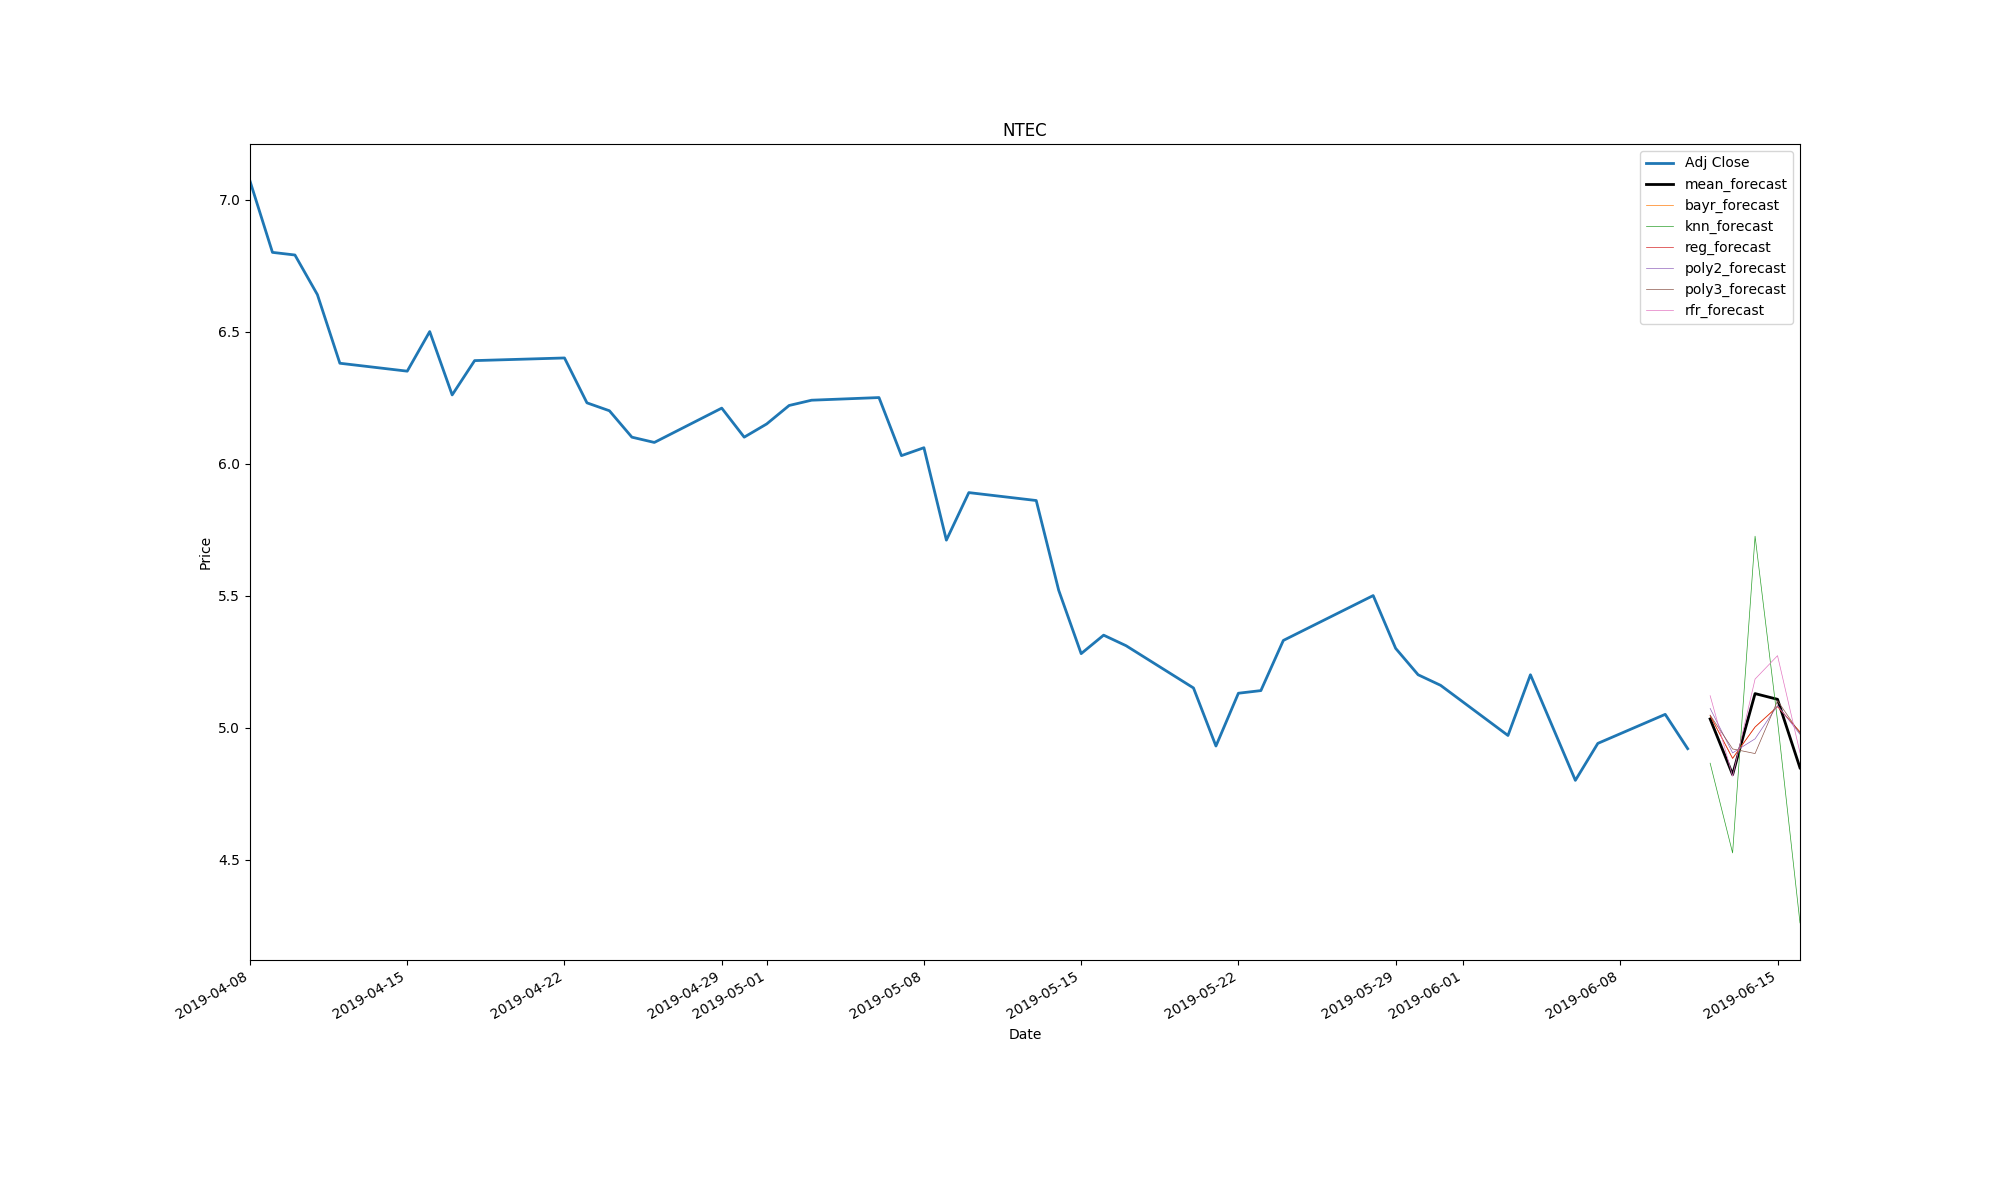 NTEC
Adj Close
mean_forecast
bayr_forecast
knn_forecast
reg_forecast
poly2_forecast
poly3_forecast
rfr_forecast
7.0
6.5
6.0
5.5
5.0
4.5
Price
2019-04-08
2019-04-15
2019-04-22
2019-04-29
2019-05-01
2019-05-08
2019-05-15
2019-05-22
2019-05-29
2019-06-01
2019-06-08
2019-06-15
Date